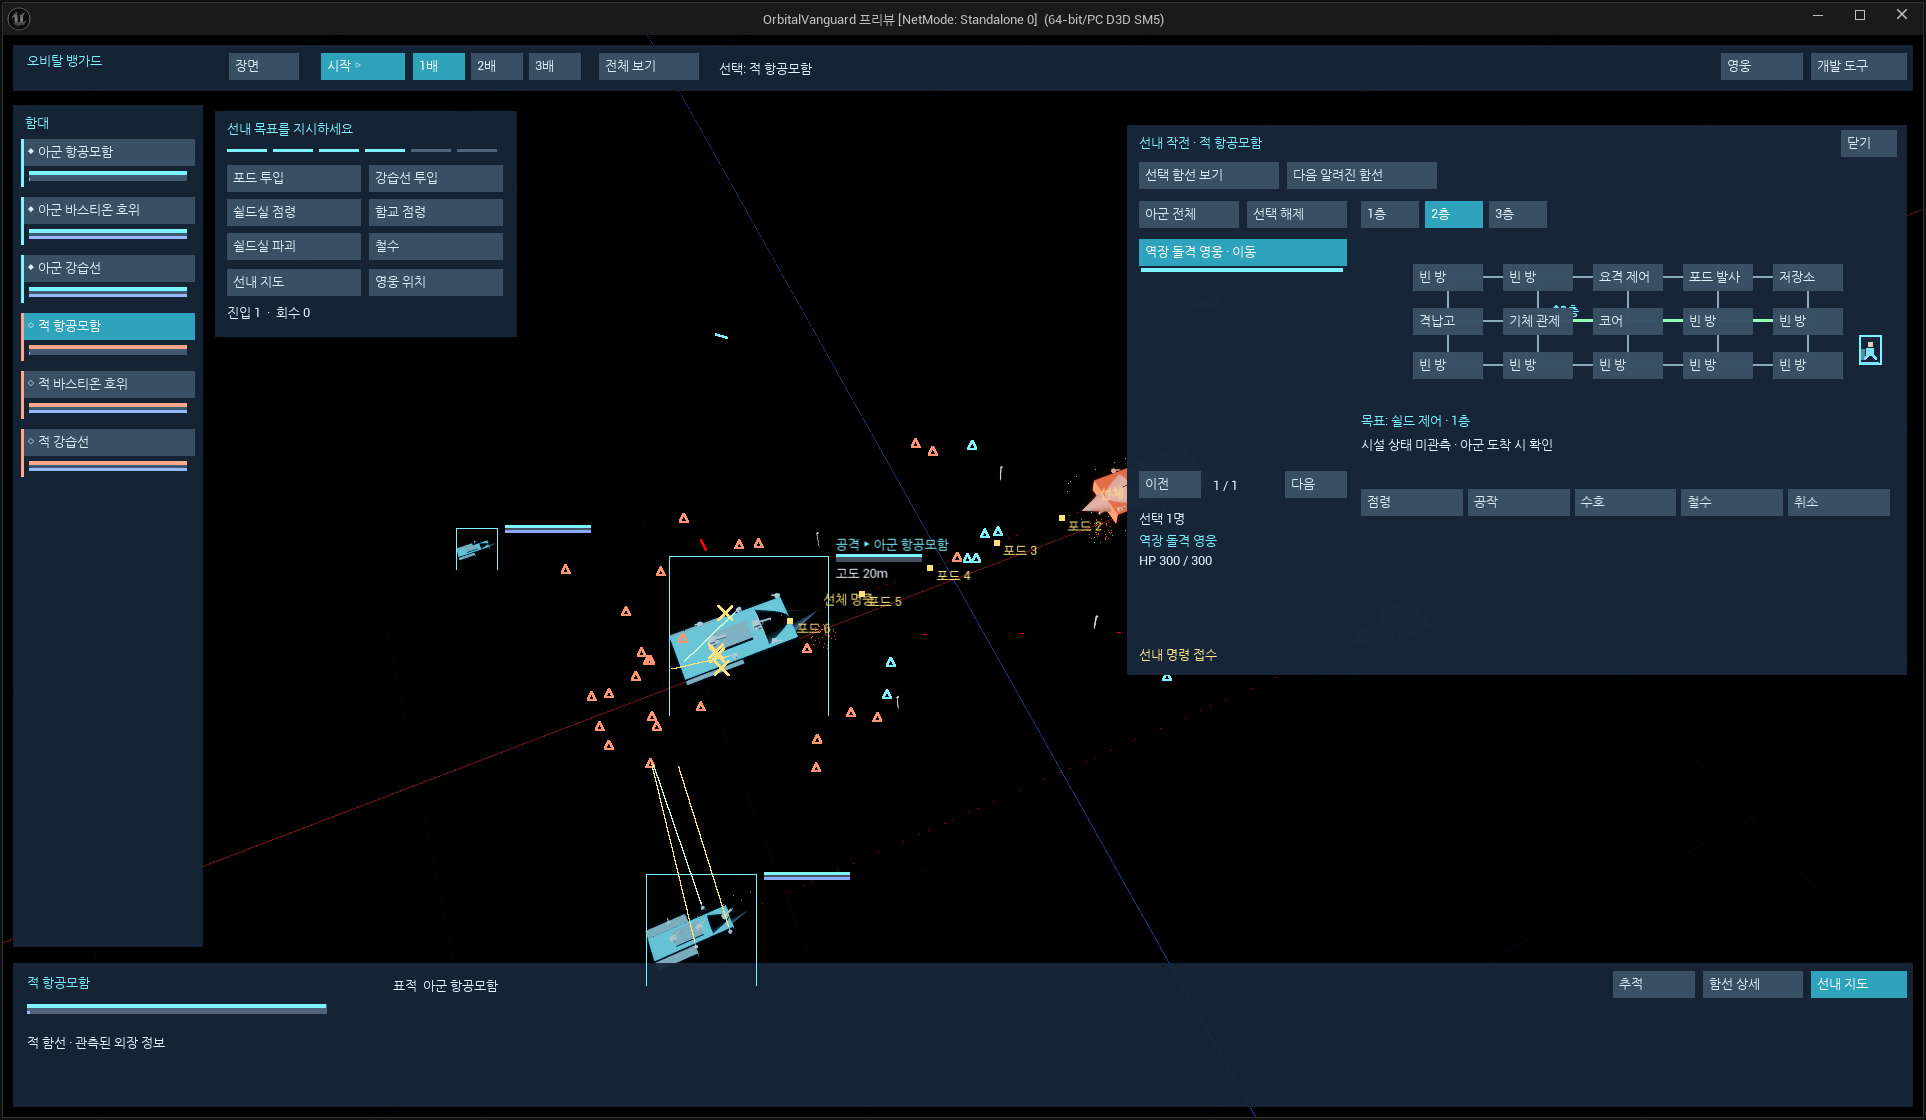 OrbitalVanguard 프리뷰 [NetMode: Standalone 0]  (64-bit/PC D3D SM5)
오비탈 뱅가드
장면
시작 ▷
1배
2배
3배
전체 보기
선택: 적 항공모함
영웅
개발 도구
함대
◆ 아군 항공모함
◆ 아군 바스티온 호위
◆ 아군 강습선
◇ 적 항공모함
◇ 적 바스티온 호위
◇ 적 강습선
선내 목표를 지시하세요
포드 투입
강습선 투입
쉴드실 점령
함교 점령
쉴드실 파괴
철수
선내 지도
영웅 위치
진입 1 · 회수 0
공격 ▶ 아군 항공모함
고도 20m
선체 명중
포드 2
포드 3
포드 4
포드 5
포드 6
선내 작전 · 적 항공모함
닫기
선택 함선 보기
다음 알려진 함선
아군 전체
선택 해제
1층
2층
3층
역장 돌격 영웅 · 이동
빈 방
빈 방
요격 제어
포드 발사
저장소
격납고
기체 관제
코어
빈 방
빈 방
빈 방
빈 방
빈 방
빈 방
빈 방
목표: 쉴드 제어 · 1층
시설 상태 미관측 · 아군 도착 시 확인
이전
1 / 1
다음
점령
공작
수호
철수
취소
선택 1명
역장 돌격 영웅
HP 300 / 300
선내 명령 접수
적 항공모함
표적  아군 항공모함
추적
함선 상세
선내 지도
적 함선 · 관측된 외장 정보